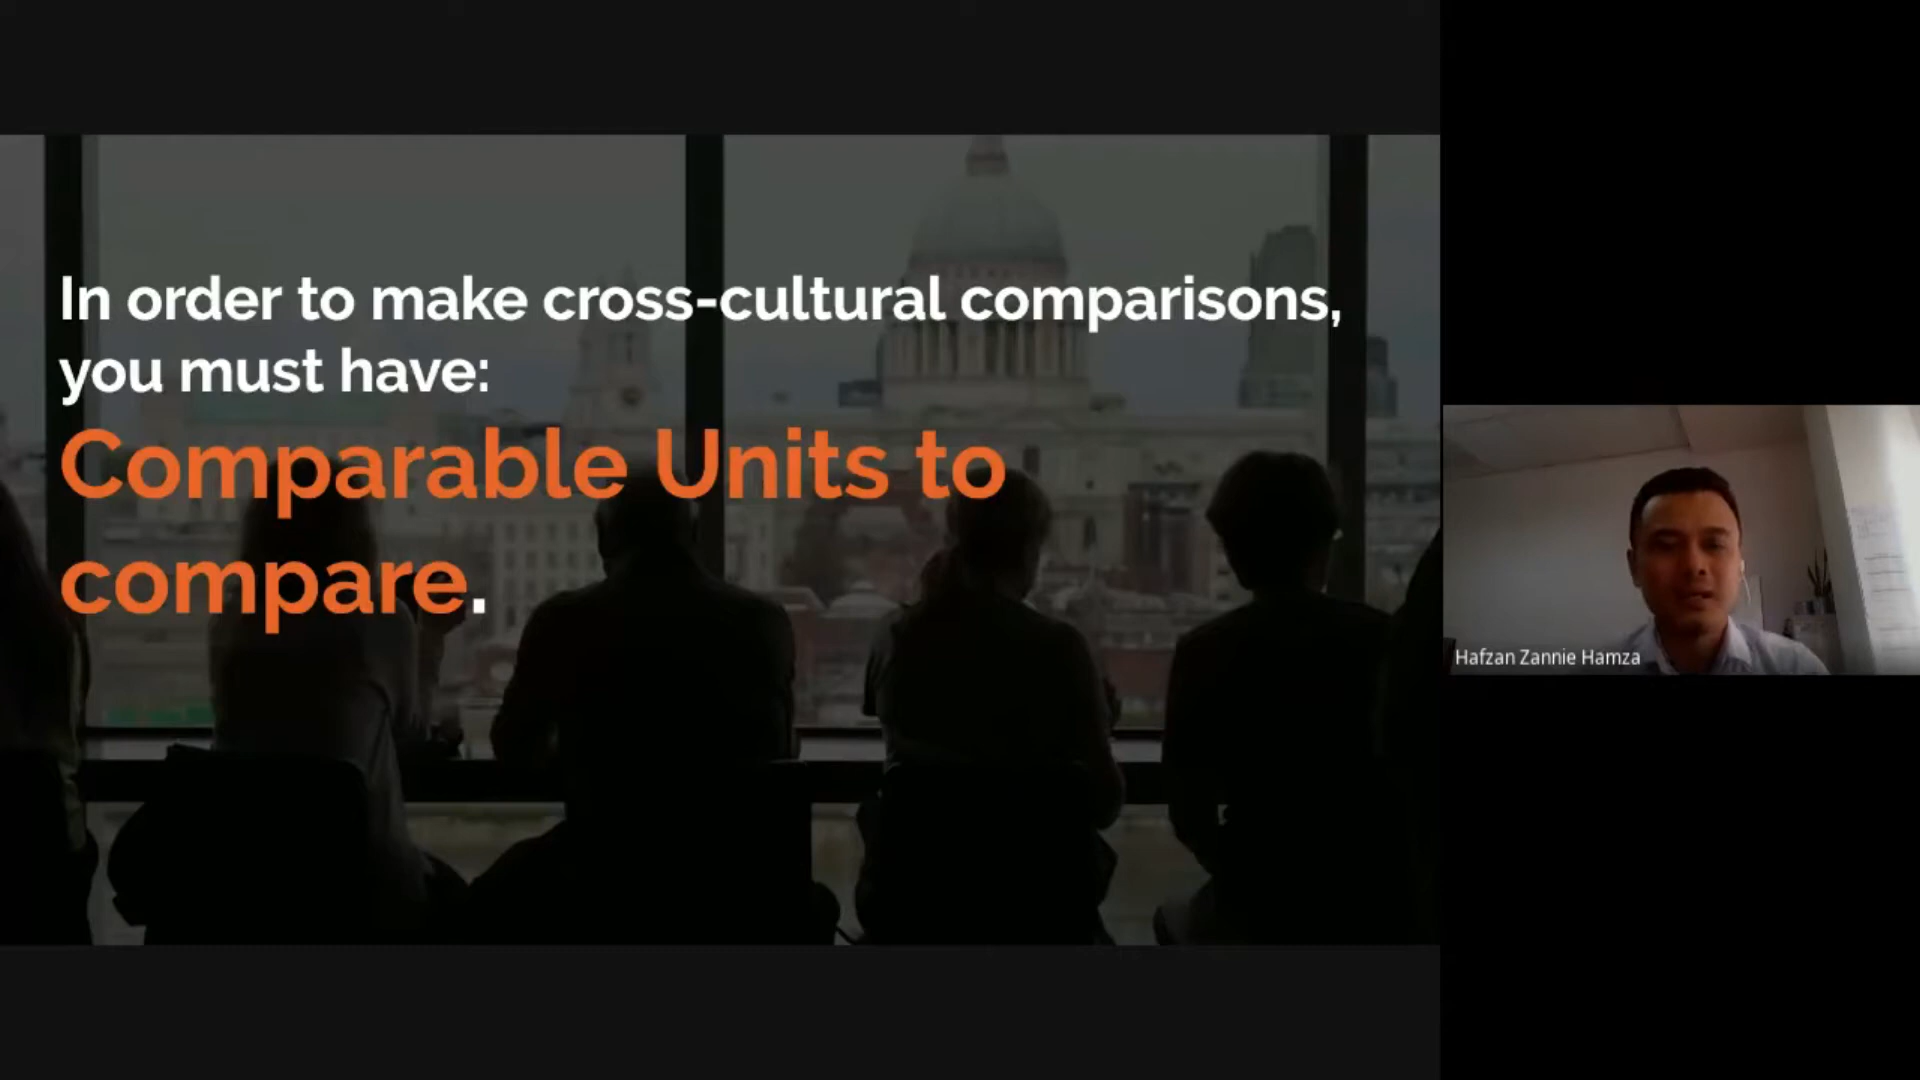 In order to make cross-cultural comparisons,
you must have:
Comparable Units to
compare.
Hafzan Zannie Hamza